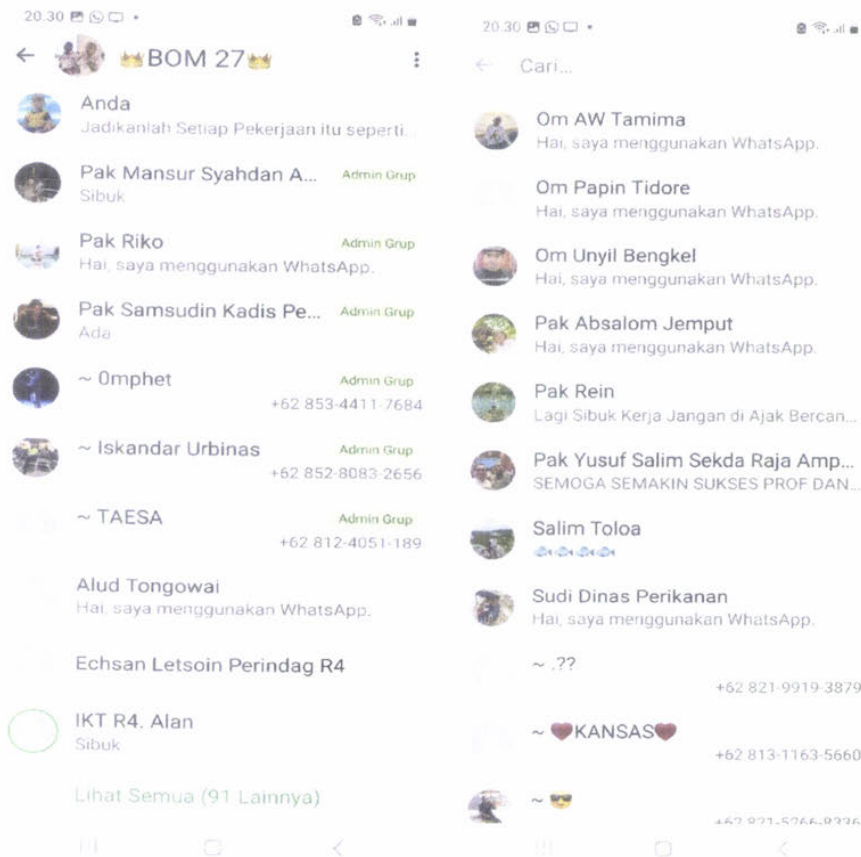 20.30
👑BOM 27👑
Anda
Jadikanlah Setiap Pekerjaan itu seperti...
Pak Mansur Syahdan A... Admin Grup
Sibuk
Pak Riko Admin Grup
Hai, saya menggunakan WhatsApp.
Pak Samsudin Kadis Pe... Admin Grup
Ada
~ 0mphet Admin Grup
+62 853-4411-7684
~ Iskandar Urbinas Admin Grup
+62 852-8083-2656
~ TAESA Admin Grup
+62 812-4051-189
Alud Tongowai
Hai, saya menggunakan WhatsApp.
Echsan Letsoin Perindag R4
IKT R4. Alan
Sibuk
Lihat Semua (91 Lainnya)
20.30
Cari...
Om AW Tamima
Hai, saya menggunakan WhatsApp.
Om Papin Tidore
Hai, saya menggunakan WhatsApp.
Om Unyil Bengkel
Hai, saya menggunakan WhatsApp.
Pak Absalom Jemput
Hai, saya menggunakan WhatsApp.
Pak Rein
Lagi Sibuk Kerja Jangan di Ajak Bercan...
Pak Yusuf Salim Sekda Raja Amp...
SEMOGA SEMAKIN SUKSES PROF DAN...
Salim Toloa
🐟🐟🐟🐟
Sudi Dinas Perikanan
Hai, saya menggunakan WhatsApp.
~ .??
+62 821-9919-3879
~ ❤KANSAS❤
+62 813-1163-5660
~ 😎
+62 821-5266-8336